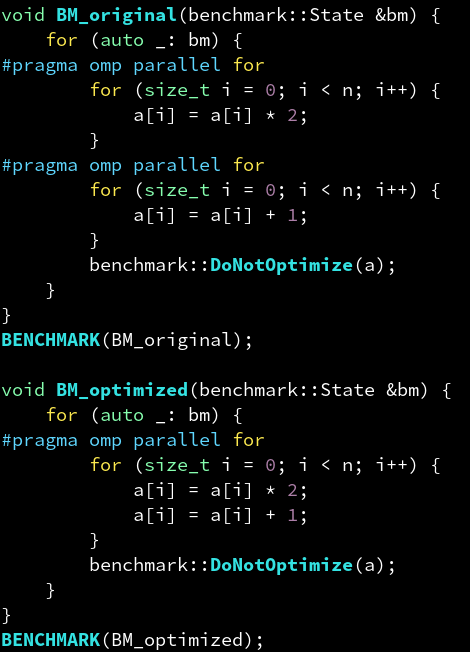 void BM_original(benchmark::State &bm) {
    for (auto _: bm) {
#pragma omp parallel for
        for (size_t i = 0; i < n; i++) {
            a[i] = a[i] * 2;
        }
#pragma omp parallel for
        for (size_t i = 0; i < n; i++) {
            a[i] = a[i] + 1;
        }
        benchmark::DoNotOptimize(a);
    }
}
BENCHMARK(BM_original);

void BM_optimized(benchmark::State &bm) {
    for (auto _: bm) {
#pragma omp parallel for
        for (size_t i = 0; i < n; i++) {
            a[i] = a[i] * 2;
            a[i] = a[i] + 1;
        }
        benchmark::DoNotOptimize(a);
    }
}
BENCHMARK(BM_optimized);